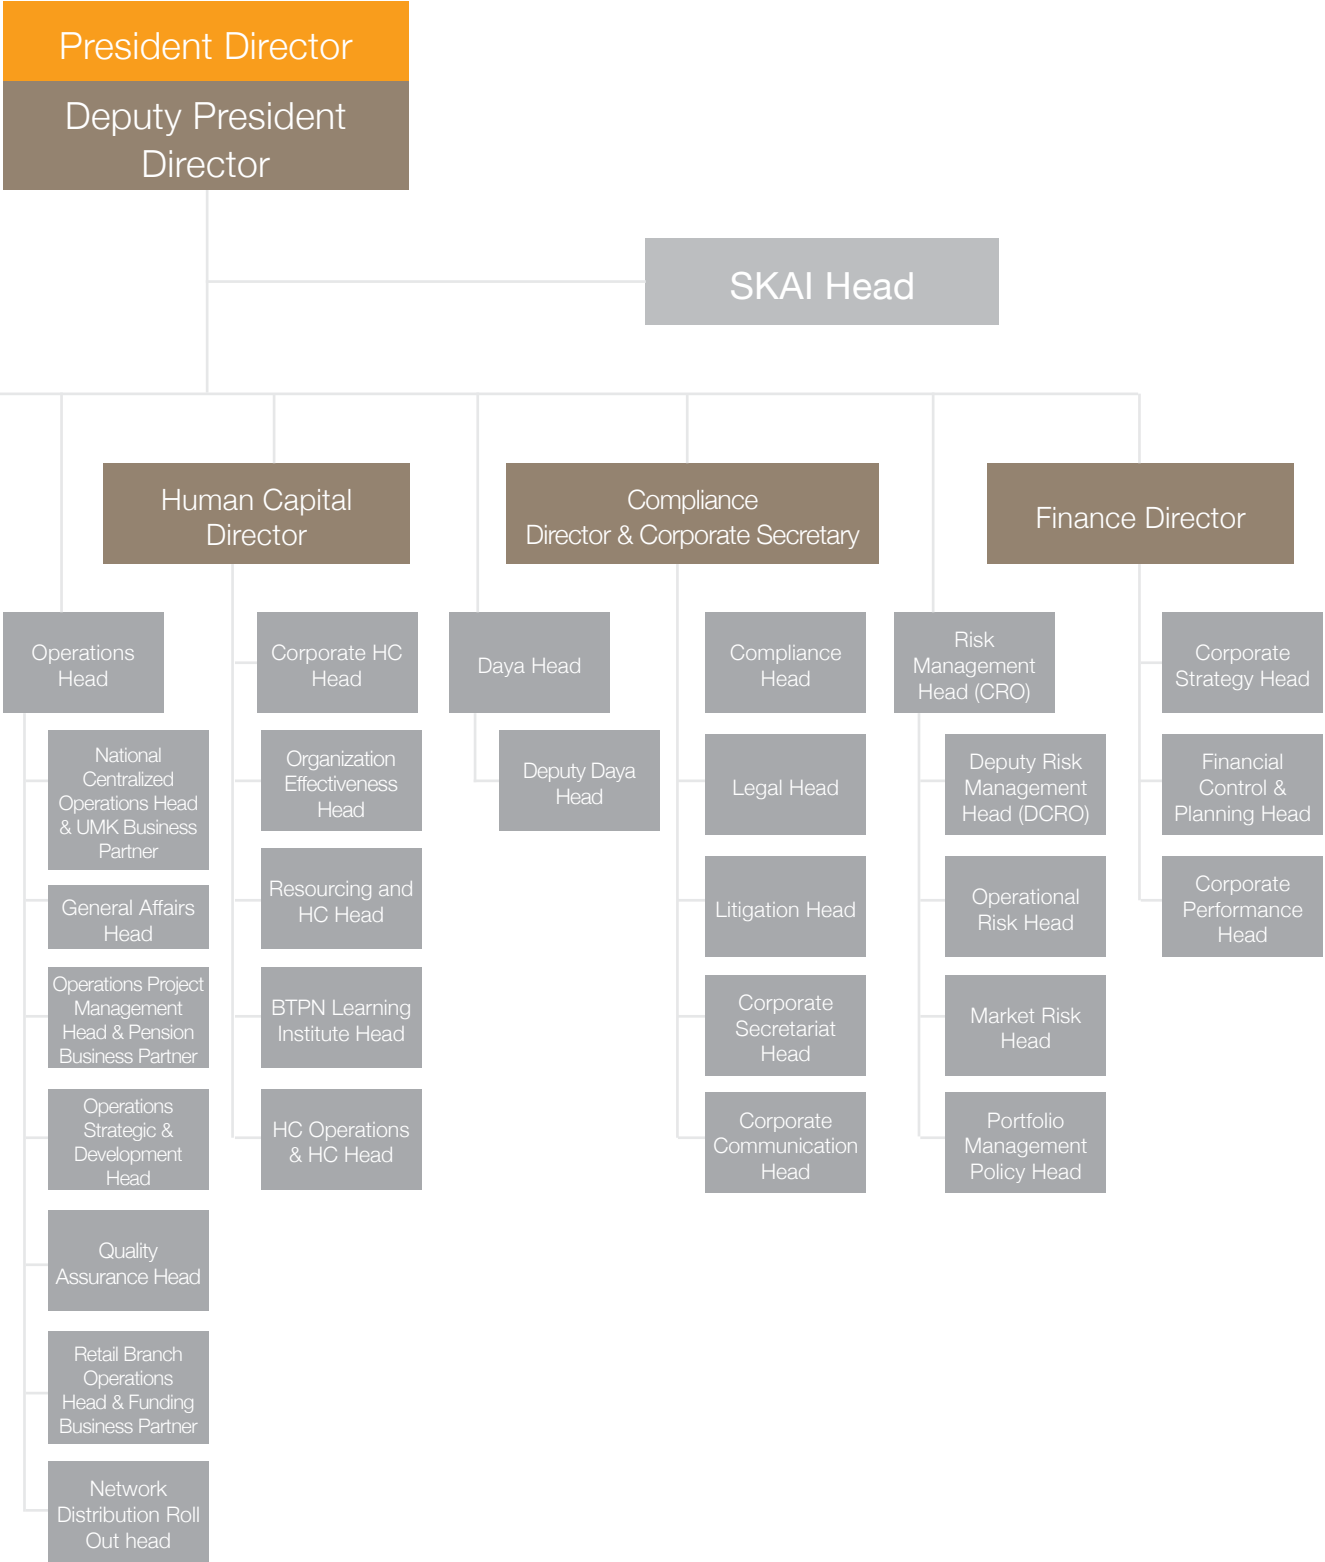 President Director
Deputy President
Director
SKAI Head
Human Capital
Director
Compliance
Director & Corporate Secretary
Finance Director
Operations
Head
National
Centralized
Operations Head
& UMK Business
Partner
General Affairs
Head
Operations Project
Management
Head & Pension
Business Partner
Operations
Strategic &
Development
Head
Quality
Assurance Head
Retail Branch
Operations
Head & Funding
Business Partner
Network
Distribution Roll
Out head
Corporate HC
Head
Organization
Effectiveness
Head
Resourcing and
HC Head
BTPN Learning
Institute Head
HC Operations
& HC Head
Daya Head
Deputy Daya
Head
Compliance
Head
Legal Head
Litigation Head
Corporate
Secretariat
Head
Corporate
Communication
Head
Risk
Management
Head (CRO)
Deputy Risk
Management
Head (DCRO)
Operational
Risk Head
Market Risk
Head
Portfolio
Management
Policy Head
Corporate
Strategy Head
Financial
Control &
Planning Head
Corporate
Performance
Head